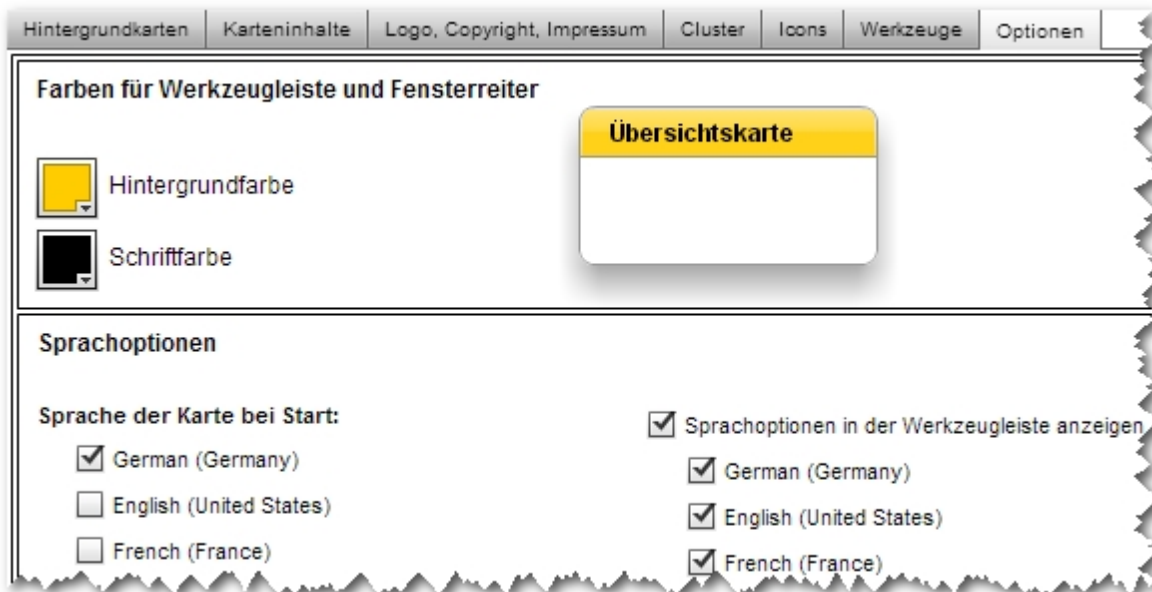 Hintergrundkarten Karteninhalte Logo, Copyright, Impressum Cluster Icons Werkzeuge Optionen
Farben für Werkzeugleiste und Fensterreiter
Übersichtskarte
Hintergrundfarbe
Schriftfarbe
Sprachoptionen
Sprache der Karte bei Start:
German (Germany)
English (United States)
French (France)
Sprachoptionen in der Werkzeugleiste anzeigen
German (Germany)
English (United States)
French (France)